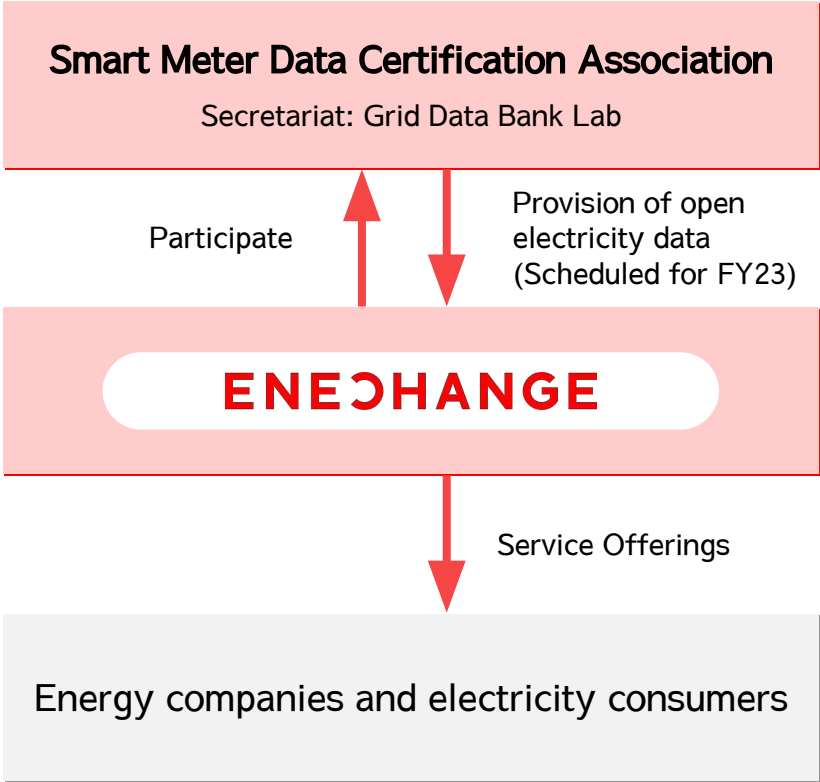 Smart Meter Data Certification Association
Secretariat: Grid Data Bank Lab
Participate
Provision of open
electricity data
(Scheduled for FY23)
ENECHANGE
Service Offerings
Energy companies and electricity consumers